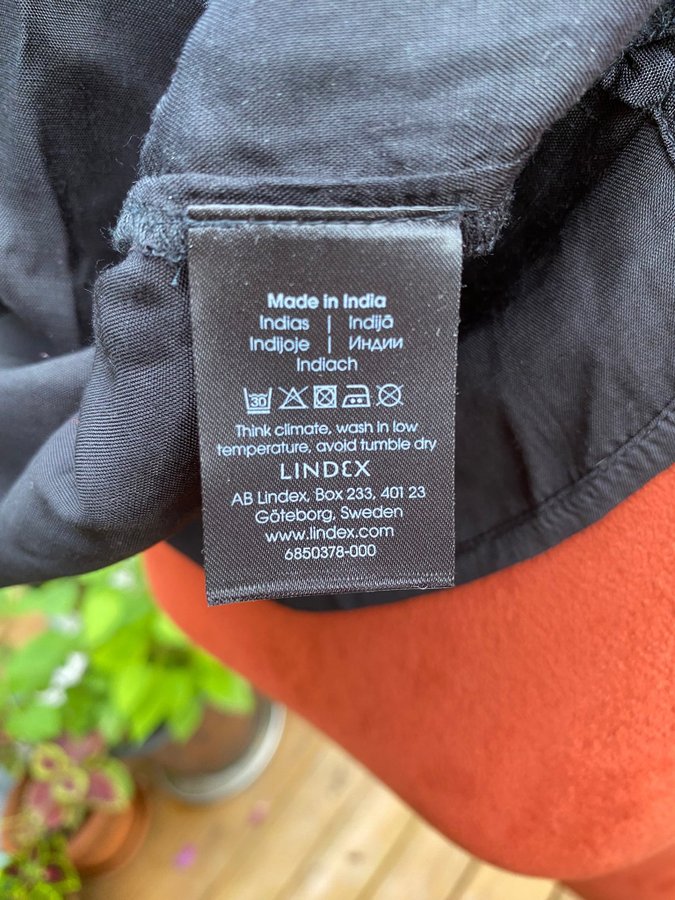 Made in India
Indias | Indijā
Indijoje | Индии
Indiach
30
Think climate, wash in low
temperature, avoid tumble dry
LINDEX
AB Lindex, Box 233, 401 23
Göteborg, Sweden
www.lindex.com
6850378-000